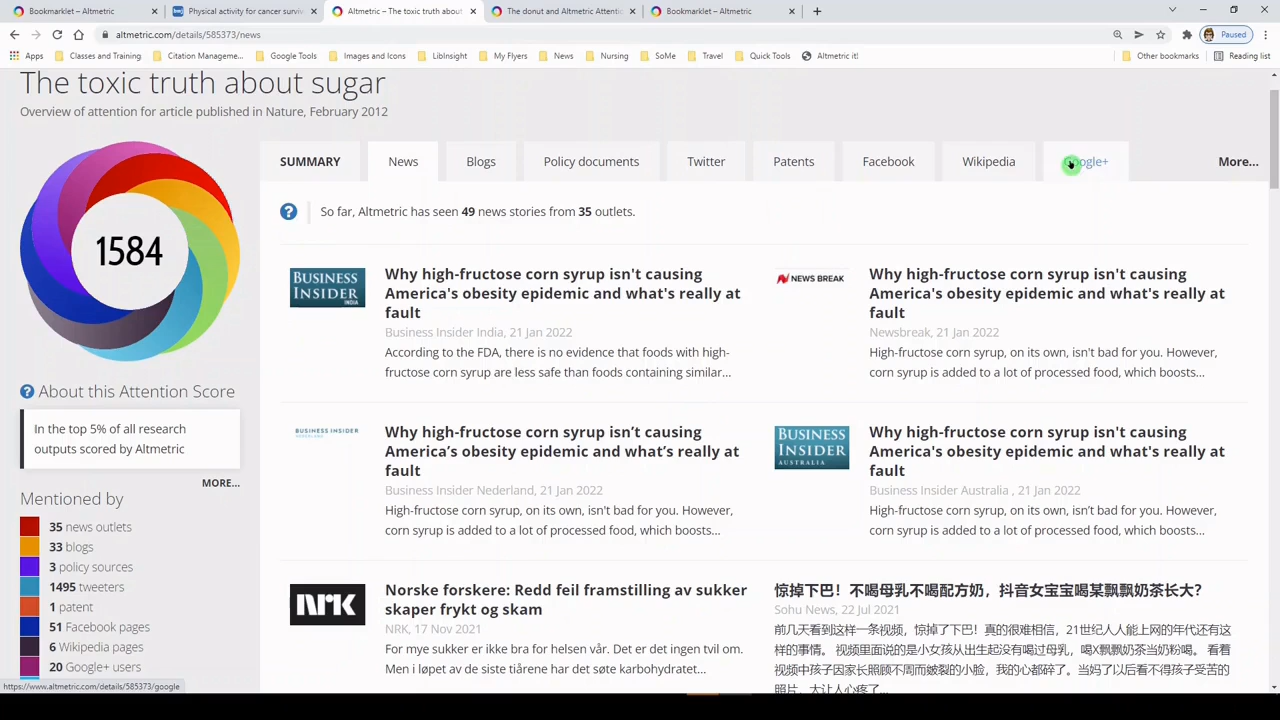 Bookmarklet – Altmetric
Physical activity for cancer surviv
Altmetric – The toxic truth about
The donut and Altmetric Attenti
Bookmarklet – Altmetric
altmetric.com/details/585373/news
Paused
Apps
Classes and Training
Citation Manageme...
Google Tools
Images and Icons
LibInsight
My Flyers
News
Nursing
SoMe
Travel
Quick Tools
Altmetric it!
Other bookmarks
Reading list
The toxic truth about sugar
Overview of attention for article published in Nature, February 2012
SUMMARY
News
Blogs
Policy documents
Twitter
Patents
Facebook
Wikipedia
Google+
More...
1584
About this Attention Score
In the top 5% of all research
outputs scored by Altmetric
MORE...
Mentioned by
35 news outlets
33 blogs
3 policy sources
1495 tweeters
1 patent
51 Facebook pages
6 Wikipedia pages
20 Google+ users
So far, Altmetric has seen 49 news stories from 35 outlets.
BUSINESS
INSIDER
INDIA
Why high-fructose corn syrup isn't causing
America's obesity epidemic and what's really at
fault
Business Insider India, 21 Jan 2022
According to the FDA, there is no evidence that foods with high-
fructose corn syrup are less safe than foods containing similar...
NEWS BREAK
Why high-fructose corn syrup isn't causing
America's obesity epidemic and what's really at
fault
Newsbreak, 21 Jan 2022
High-fructose corn syrup, on its own, isn't bad for you. However,
corn syrup is added to a lot of processed food, which boosts...
BUSINESS INSIDER
NEDERLAND
Why high-fructose corn syrup isn’t causing
America’s obesity epidemic and what’s really at
fault
Business Insider Nederland, 21 Jan 2022
High-fructose corn syrup, on its own, isn't bad for you. However,
corn syrup is added to a lot of processed food, which boosts...
BUSINESS
INSIDER
AUSTRALIA
Why high-fructose corn syrup isn't causing
America's obesity epidemic and what's really at
fault
Business Insider Australia , 21 Jan 2022
High-fructose corn syrup, on its own, isn’t bad for you. However,
corn syrup is added to a lot of processed food, which boosts...
nrk
Norske forskere: Redd feil framstilling av sukker
skaper frykt og skam
NRK, 17 Nov 2021
For mye sukker er ikke bra for helsen vår. Det er det ingen tvil om.
Men i løpet av de siste tiårene har det søte karbohydratet...
惊掉下巴！不喝母乳不喝配方奶，抖音女宝宝喝某飘飘奶茶长大？
Sohu News, 22 Jul 2021
前几天看到这样一条视频，惊掉了下巴！真的很难相信，21世纪人人能上网的年代还有这
样的事情。 视频里面说的是小女孩从出生起没有喝过母乳，喝X飘飘奶茶当奶粉喝。 看着
视频中孩子因家长照顾不周而皴裂的小脸，我的心都碎了。当妈了以后看不得孩子受苦的
照片，太让人心疼了...
https://www.altmetric.com/details/585373/google